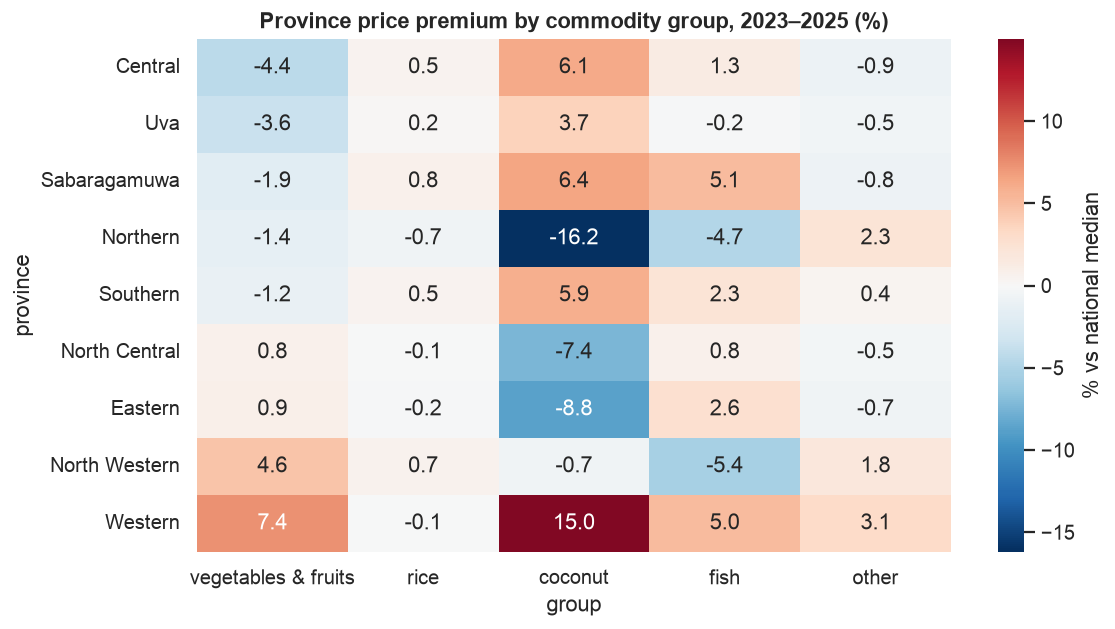 Province price premium by commodity group, 2023–2025 (%)
Central -4.4 0.5 6.1 1.3 -0.9
Uva -3.6 0.2 3.7 -0.2 -0.5
Sabaragamuwa -1.9 0.8 6.4 5.1 -0.8
Northern -1.4 -0.7 -16.2 -4.7 2.3
Southern -1.2 0.5 5.9 2.3 0.4
North Central 0.8 -0.1 -7.4 0.8 -0.5
Eastern 0.9 -0.2 -8.8 2.6 -0.7
North Western 4.6 0.7 -0.7 -5.4 1.8
Western 7.4 -0.1 15.0 5.0 3.1
vegetables & fruits rice coconut fish other
group
province
10
5
0
−5
−10
−15
% vs national median